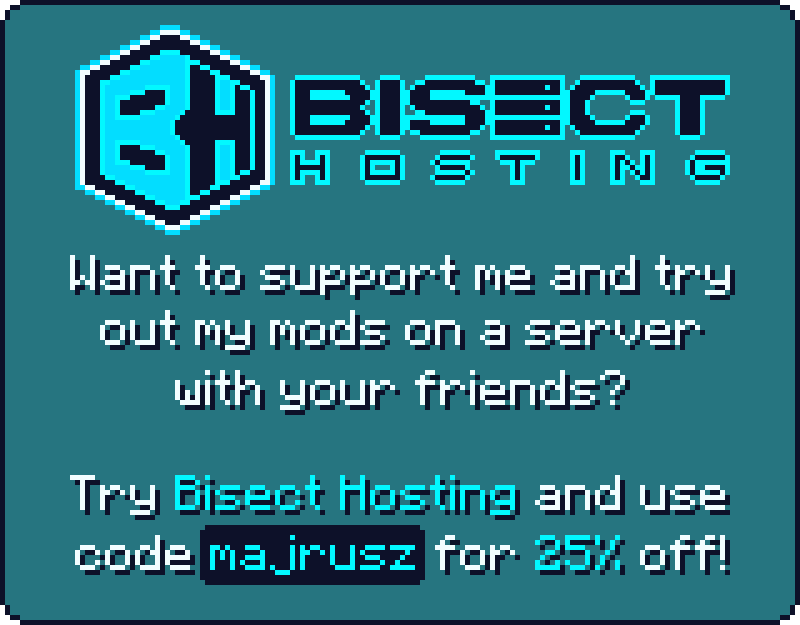 BH
BISECT
HOSTING
Want to support me and try
out my mods on a server
with your friends?
Try Bisect Hosting and use
code majrusz for 25% off!